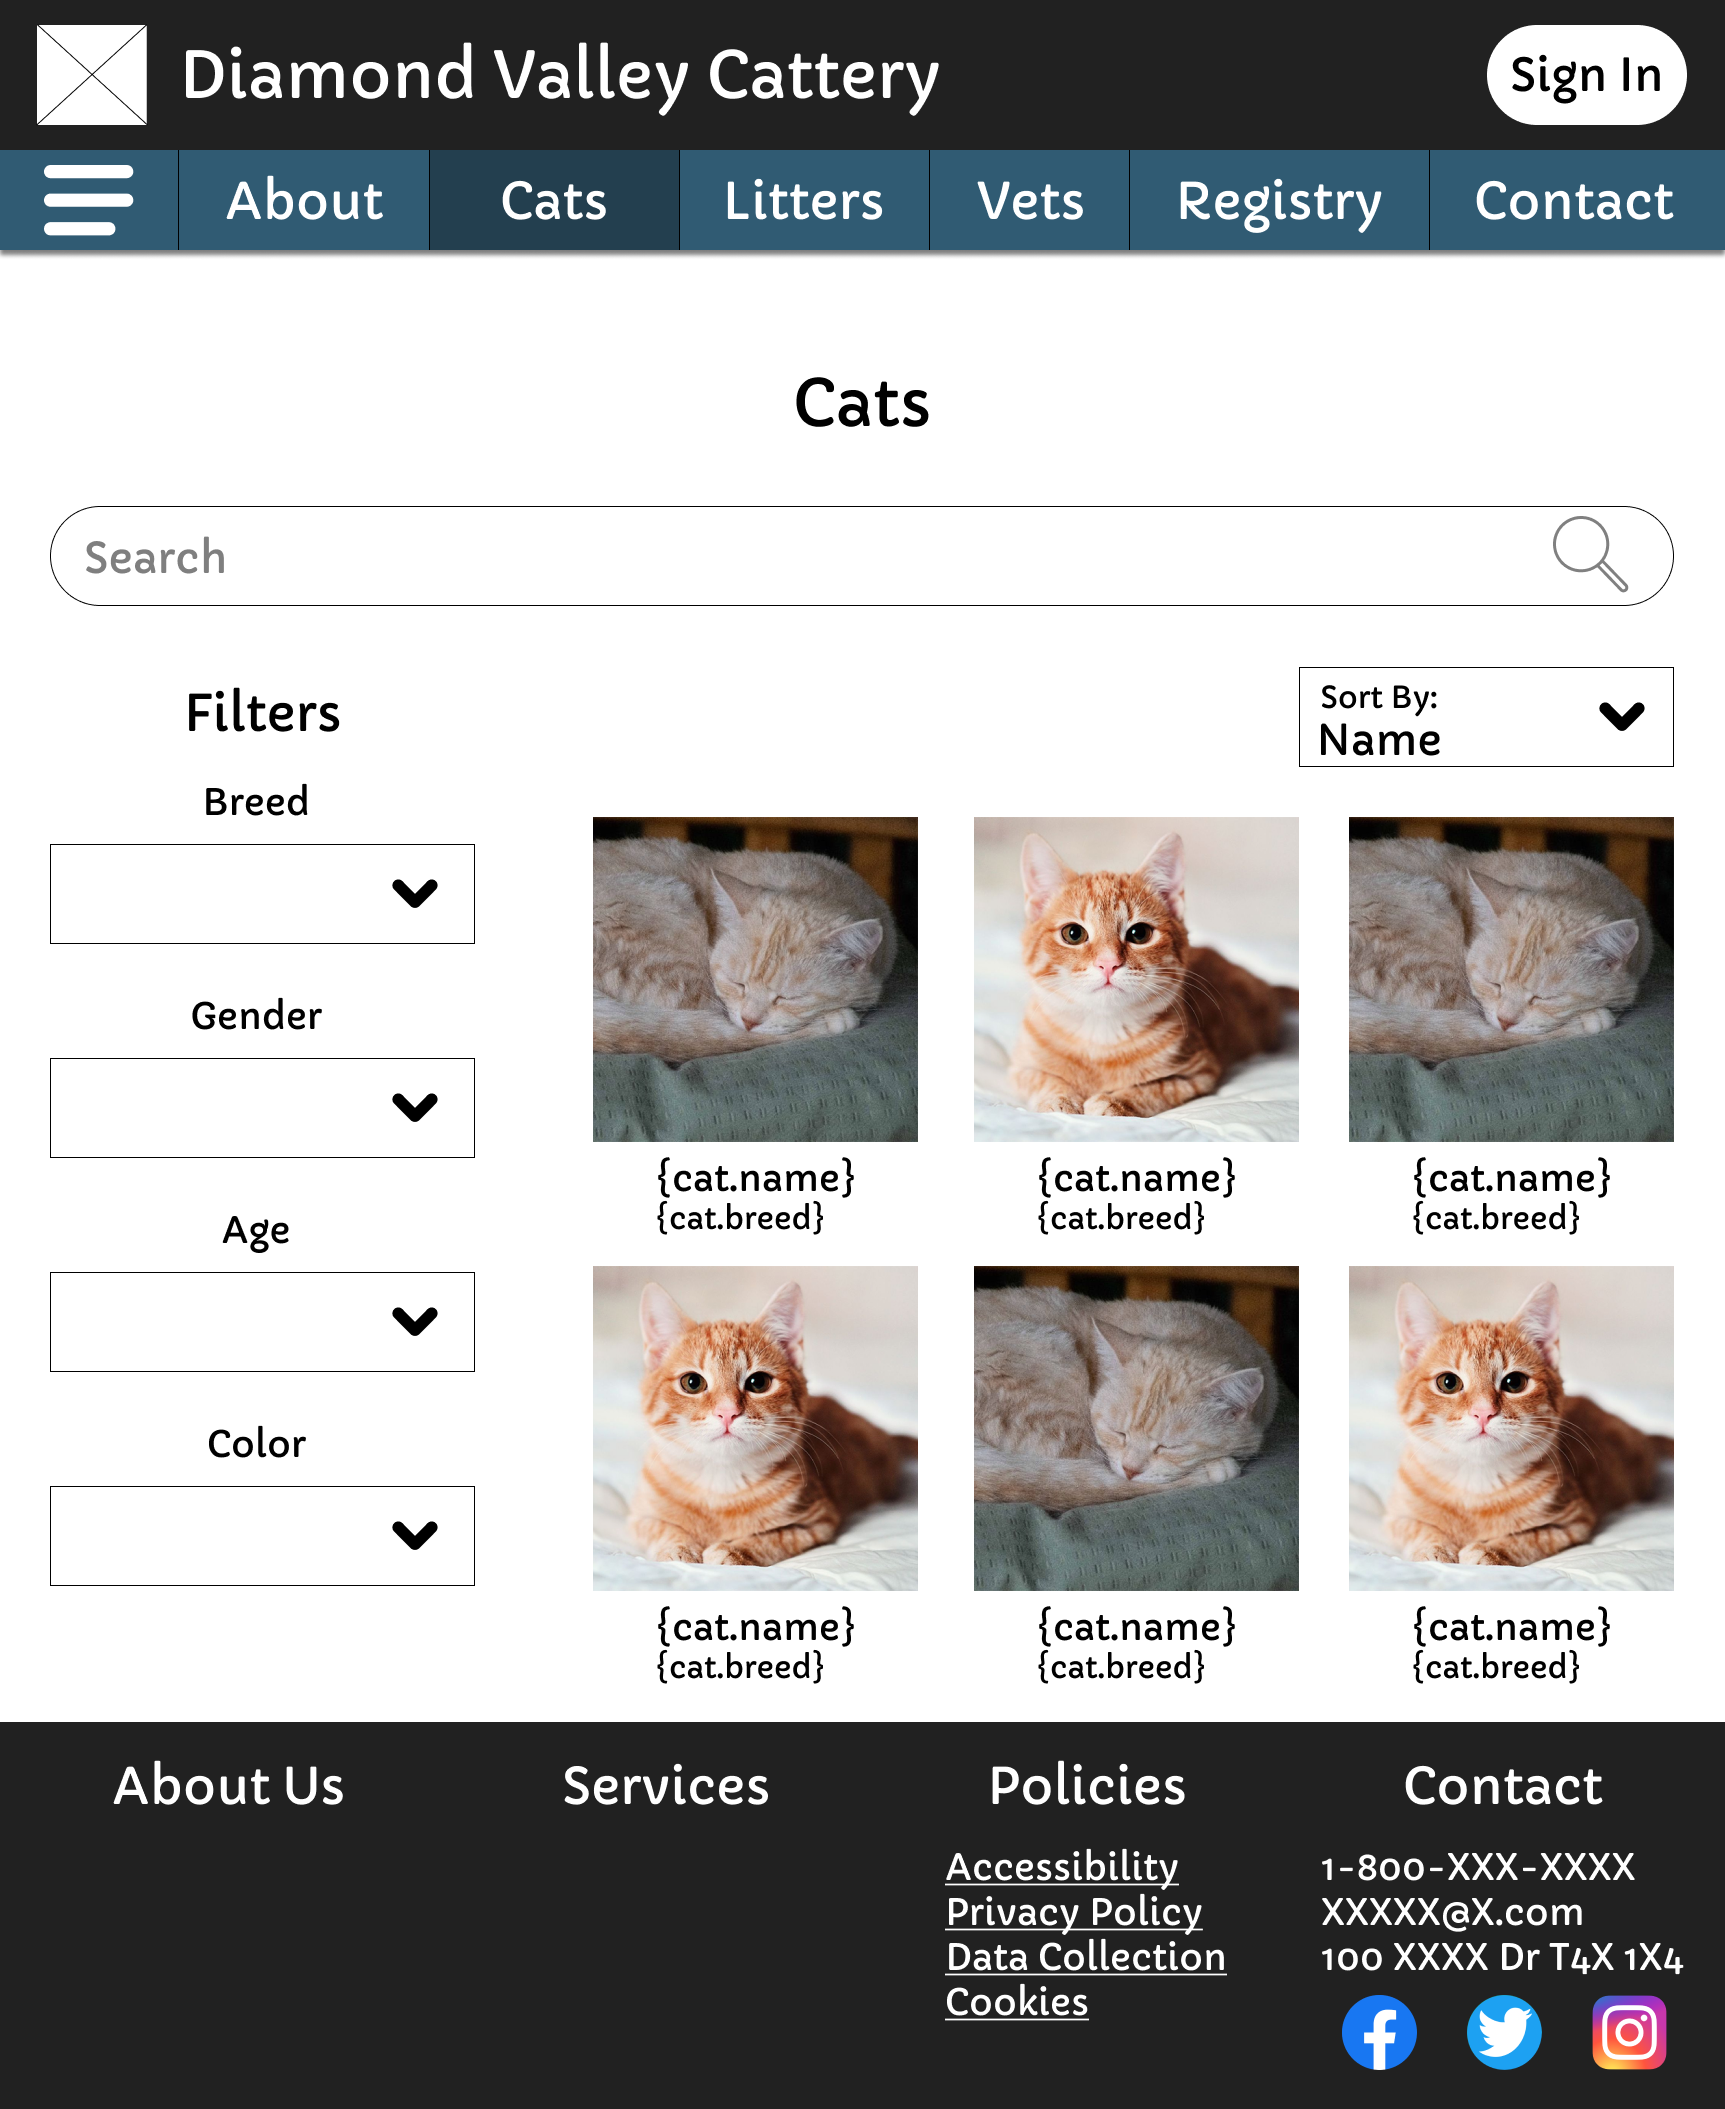 Diamond Valley Cattery
Sign In
About
Cats
Litters
Vets
Registry
Contact
Cats
Search
Filters
Sort By:
Name
Breed
Gender
Age
Color
{cat.name}
{cat.breed}
{cat.name}
{cat.breed}
{cat.name}
{cat.breed}
{cat.name}
{cat.breed}
{cat.name}
{cat.breed}
{cat.name}
{cat.breed}
About Us
Services
Policies
Accessibility
Privacy Policy
Data Collection
Cookies
Contact
1-800-XXX-XXXX
XXXXX@X.com
100 XXXX Dr T4X 1X4